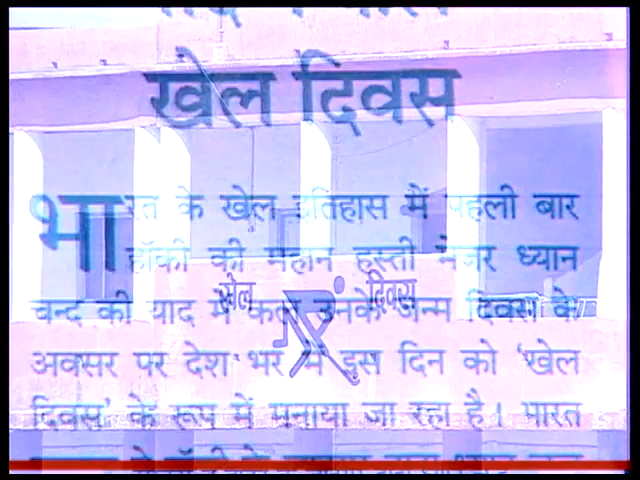 खेल दिवस
भारत के खेल इतिहास में पहली बार
हॉकी की महान हस्ती मेजर ध्यान
चन्द को याद में कल उनके जन्म दिवस के
खेल दिवस
अवसर पर देश भर में इस दिन को 'खेल
दिवस' के रूप में मनाया जा रहा है। भारत